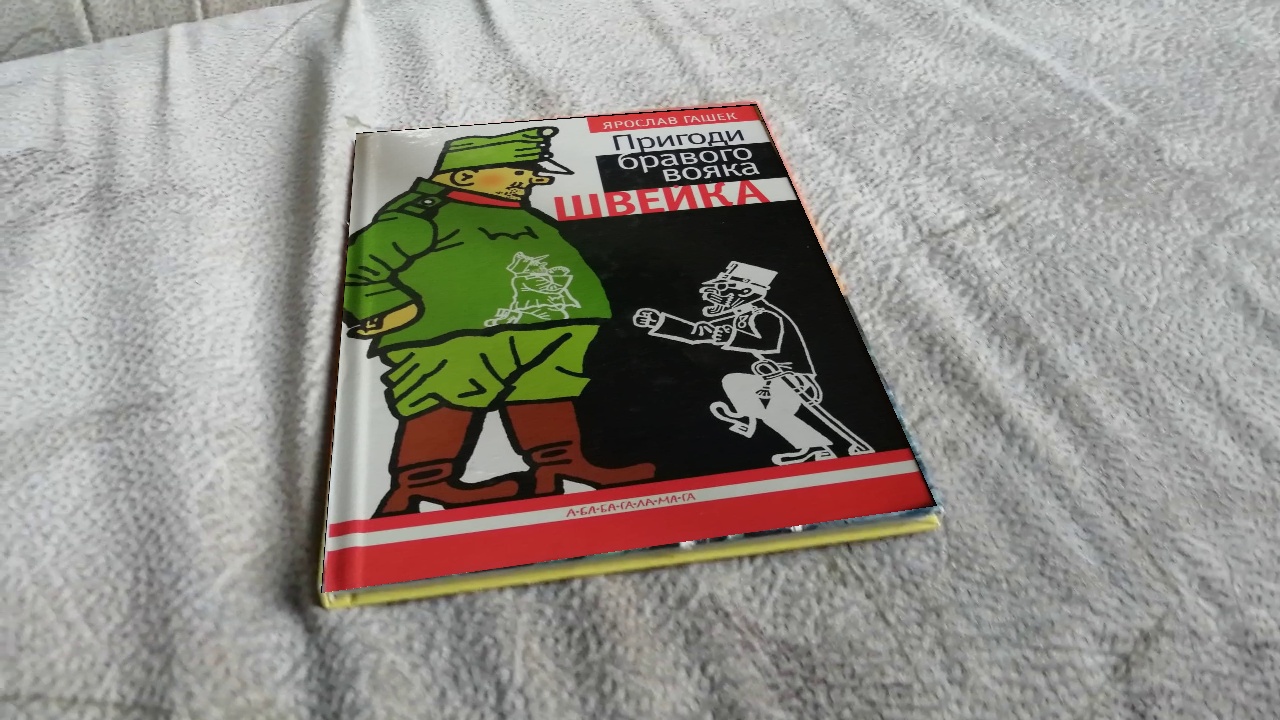 ЯРОСЛАВ ГАШЕК
Пригоди
бравого
вояка
ШВЕЙКА
А-БА-БА-ГА-ЛА-МА-ГА